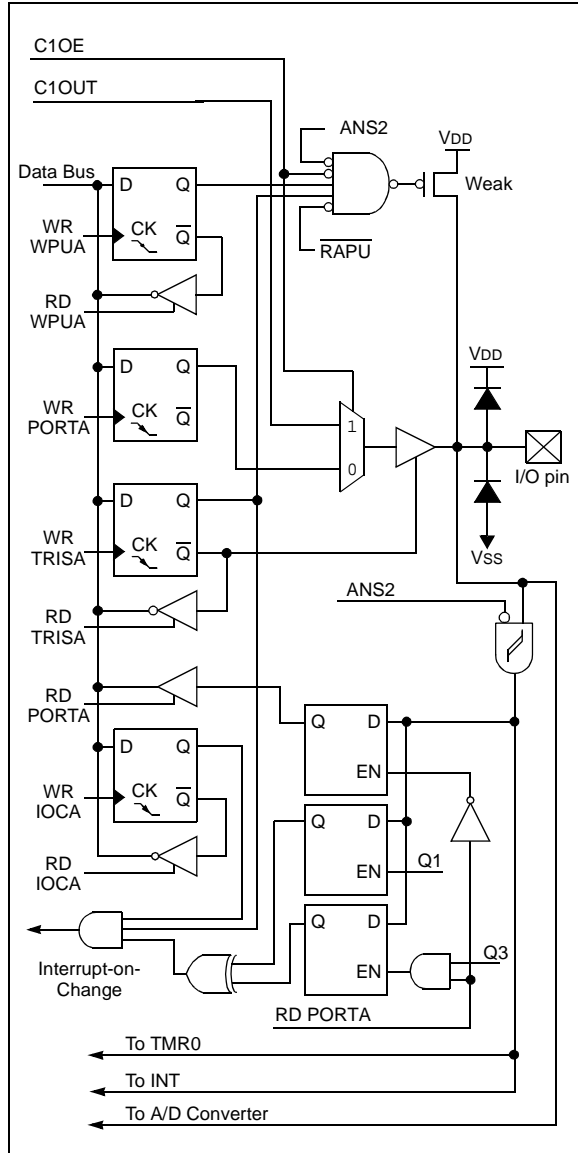 C1OE
C1OUT
ANS2
VDD
Data Bus
D Q
Weak
WR
WPUA
CK
Q
RAPU
RD
WPUA
D Q
VDD
WR
PORTA
CK
Q
1
0
I/O pin
D Q
WR
TRISA
CK
Q
VSS
ANS2
RD
TRISA
RD
PORTA
Q D
EN
D Q
WR
IOCA
CK
Q
Q D
EN
Q1
RD
IOCA
Q D
EN
Q3
Interrupt-on-
Change
RD PORTA
To TMR0
To INT
To A/D Converter